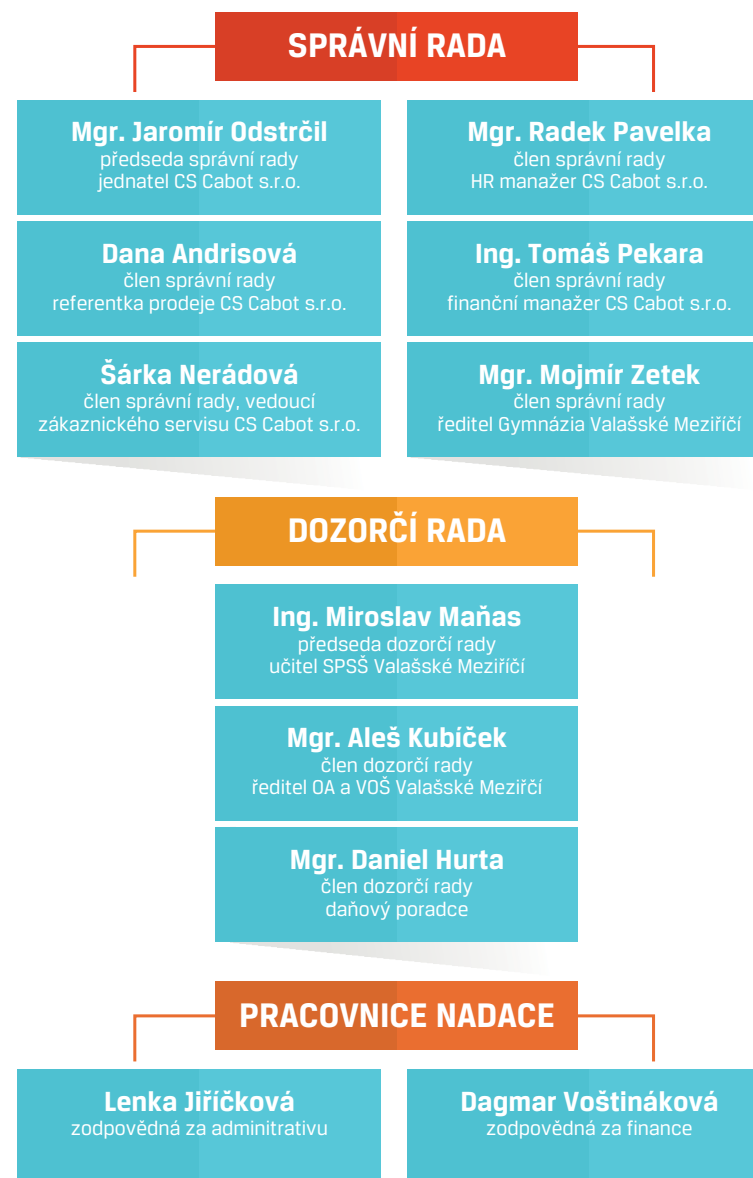 SPRÁVNÍ RADA
Mgr. Jaromír Odstrčil
předseda správní rady
jednatel CS Cabot s.r.o.
Mgr. Radek Pavelka
člen správní rady
HR manažer CS Cabot s.r.o.
Dana Andrisová
člen správní rady
referentka prodeje CS Cabot s.r.o.
Ing. Tomáš Pekara
člen správní rady
finanční manažer CS Cabot s.r.o.
Šárka Nerádová
člen správní rady, vedoucí
zákaznického servisu CS Cabot s.r.o.
Mgr. Mojmír Zetek
člen správní rady
ředitel Gymnázia Valašské Meziříčí
DOZORČÍ RADA
Ing. Miroslav Maňas
předseda dozorčí rady
učitel SPSŠ Valašské Meziříčí
Mgr. Aleš Kubíček
člen dozorčí rady
ředitel OA a VOŠ Valašské Meziřčí
Mgr. Daniel Hurta
člen dozorčí rady
daňový poradce
PRACOVNICE NADACE
Lenka Jiříčková
zodpovědná za adminitrativu
Dagmar Voštináková
zodpovědná za finance